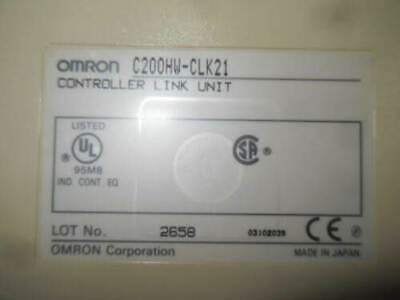 OMRON C200HW-CLK21
CONTROLLER LINK UNIT
LISTED
UL
95M8
IND. CONT. EQ
SA
LOT No. 2658 03102039
CE
OMRON Corporation MADE IN JAPAN